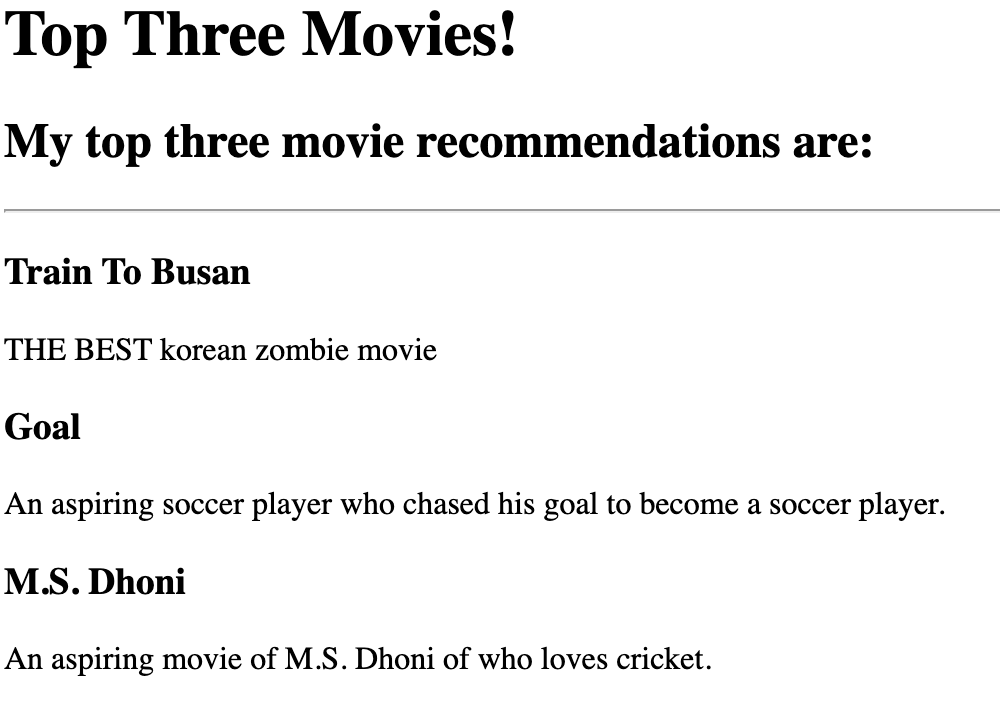 Top Three Movies!
My top three movie recommendations are:
Train To Busan
THE BEST korean zombie movie
Goal
An aspiring soccer player who chased his goal to become a soccer player.
M.S. Dhoni
An aspiring movie of M.S. Dhoni of who loves cricket.